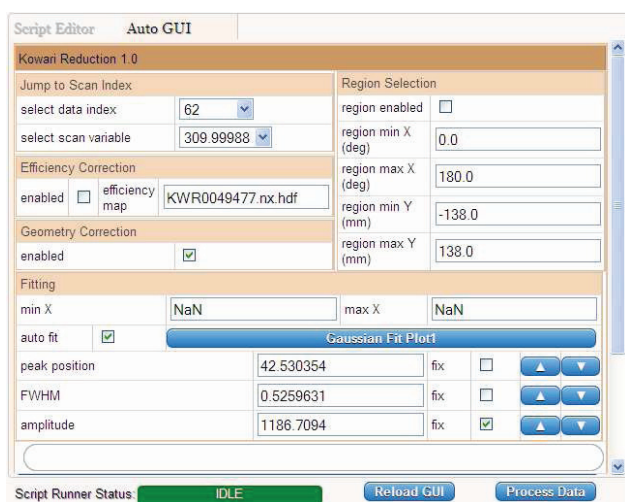 Script Editor Auto GUI
Kowari Reduction 1.0
Jump to Scan Index
select data index 62
select scan variable 309.99988
Efficiency Correction
enabled efficiency map KWR0049477.nx.hdf
Geometry Correction
enabled
Region Selection
region enabled
region min X (deg) 0.0
region max X (deg) 180.0
region min Y (mm) -138.0
region max Y (mm) 138.0
Fitting
min X NaN max X NaN
auto fit Gaussian Fit Plot1
peak position 42.530354 fix
FWHM 0.5259631 fix
amplitude 1186.7094 fix
Script Runner Status: IDLE Reload GUI Process Data